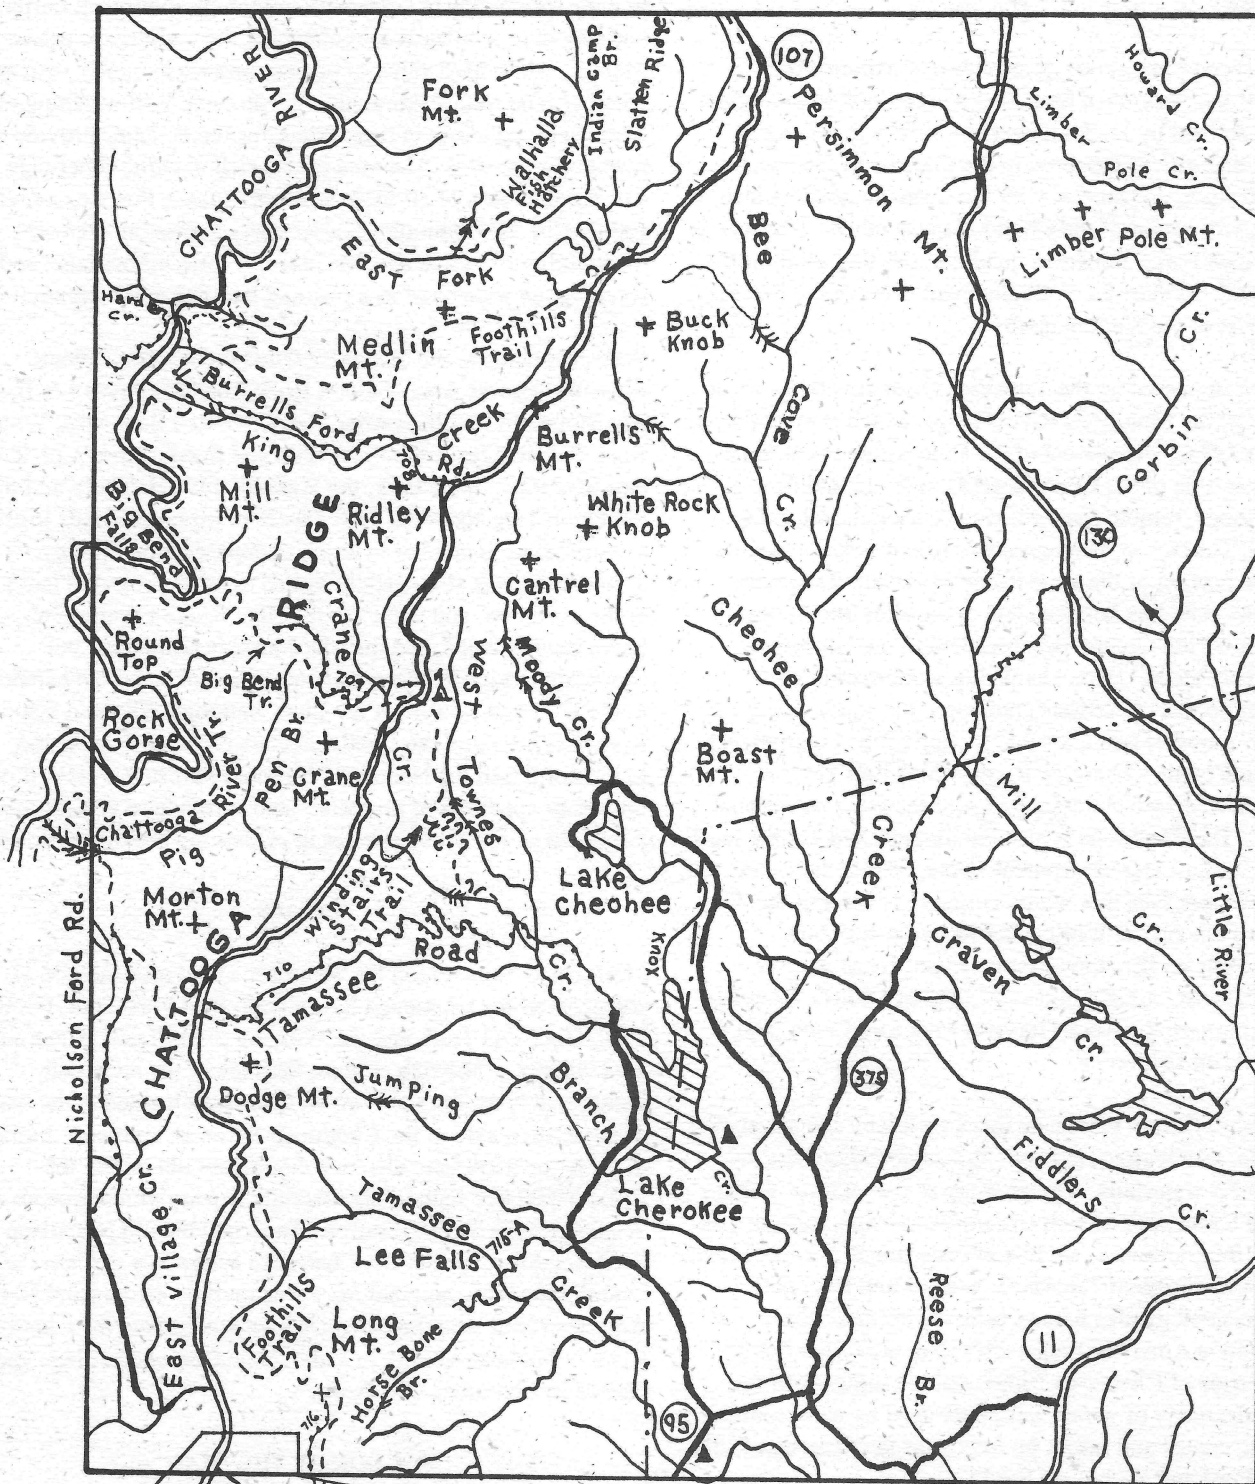 107
CHATTOOGA RIVER
Fork
Mt.
Walhalla
Fish
Hatchery
Indian Camp
Br.
Slatten Ridge
Persimmon Mt.
Howard Cr.
Limber
Pole Cr.
Limber Pole Mt.
EAST
Fork
Hard
Cr.
Medlin
Mt.
Foothills
Trail
Bee
Cove
Cr.
Buck
Knob
Burrells Ford
Rd.
King
Creek
708
Burrells
Mt.
Corbin
Cr.
Mill
Mt.
Ridley
Mt.
White Rock
Knob
Big Bend
Falls
130
CHATTOOGA
RIDGE
Cantrel
Mt.
Crane
Cr.
Round
Top
Big Bend
Tr.
709
West
Townes
Cr.
Moody Cr.
Cheohee
Creek
Rock
Gorge
Pen Br.
Crane
Mt.
Boast
Mt.
Mill
Cr.
Chattooga
River Tr.
Pig
Pen Br.
Winding
Stairs
Trail
Lake
Cheohee
Little River
Morton
Mt.
Nicholson Ford Rd.
Road
Knox
Cr.
Craven
Cr.
710
Tamassee
Dodge Mt.
Jumping
Branch
375
Lake
Cherokee
Fiddlers
Cr.
East Village Cr.
Tamassee
Creek
Lee Falls
715-A
Foothills
Trail
Long
Mt.
Horse Bone
Br.
716
Reese
Br.
11
95